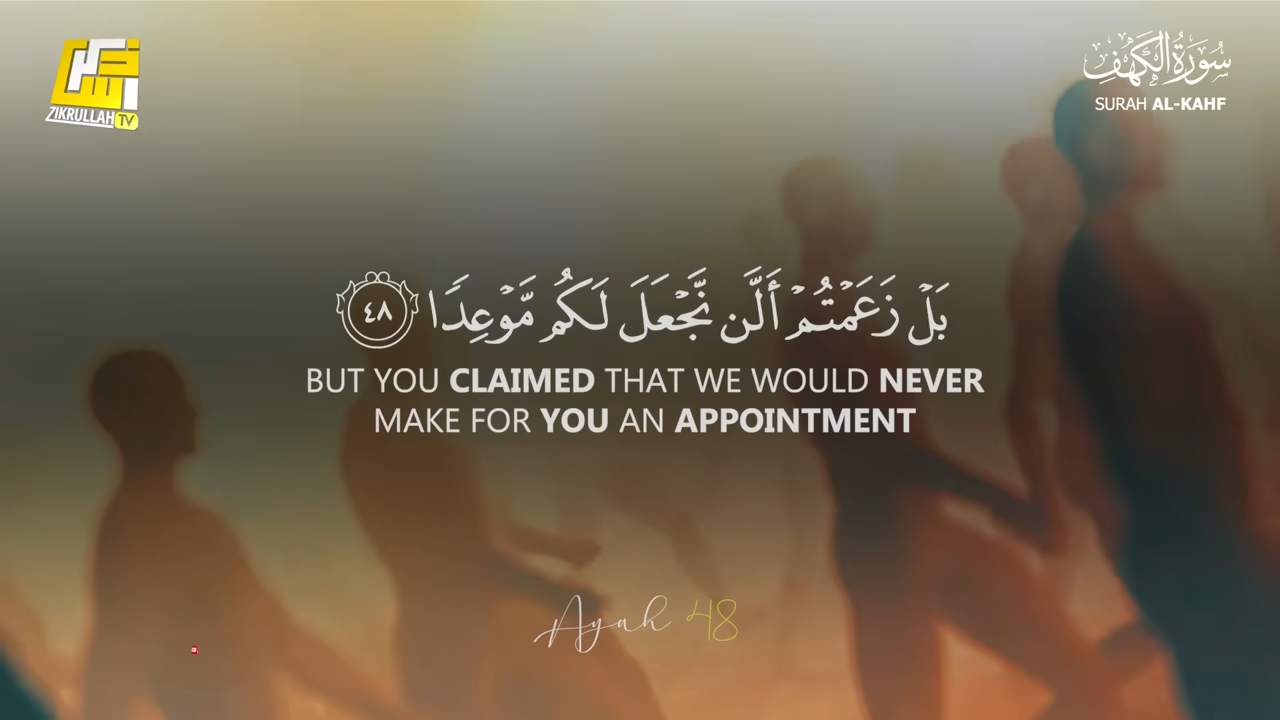 ZIKRULLAH TV
سُورَةُ الْكَهْفِ
SURAH AL-KAHF
بَلْ زَعَمْتُمْ أَلَّن نَّجْعَلَ لَكُم مَّوْعِدًا ٤٨
BUT YOU CLAIMED THAT WE WOULD NEVER
MAKE FOR YOU AN APPOINTMENT
Ayah 48